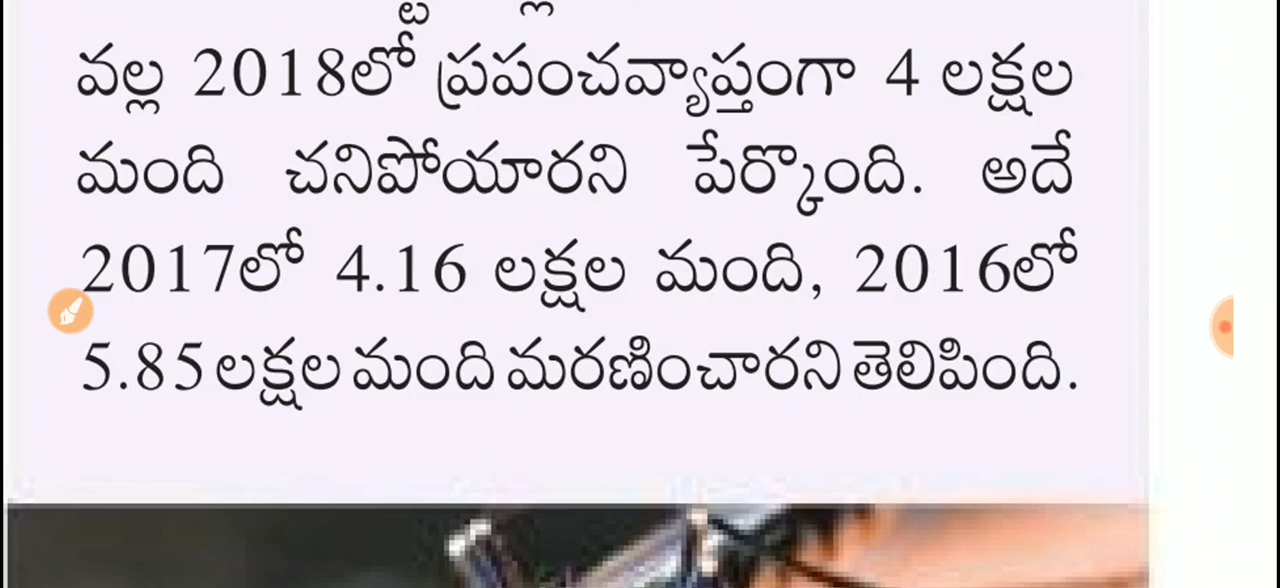 వల్ల 2018లో ప్రపంచవ్యాప్తంగా 4 లక్షల
మంది చనిపోయారని పేర్కొంది. అదే
2017లో 4.16 లక్షల మంది, 2016లో
5.85 లక్షల మంది మరణించారని తెలిపింది.